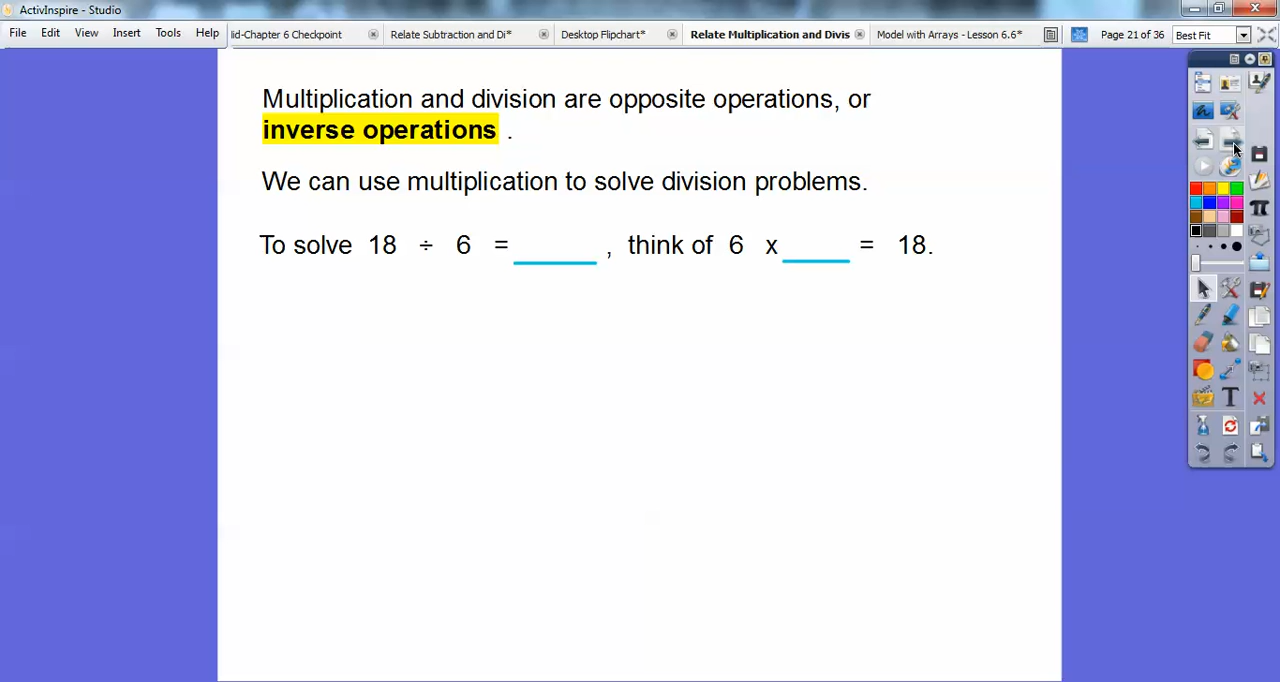 ActivInspire - Studio
File Edit View Insert Tools Help lid-Chapter 6 Checkpoint Relate Subtraction and Di* Desktop Flipchart* Relate Multiplication and Divis Model with Arrays - Lesson 6.6* Page 21 of 36 Best Fit
Multiplication and division are opposite operations, or
inverse operations .
We can use multiplication to solve division problems.
To solve 18 ÷ 6 = ____ , think of 6 x ____ = 18.